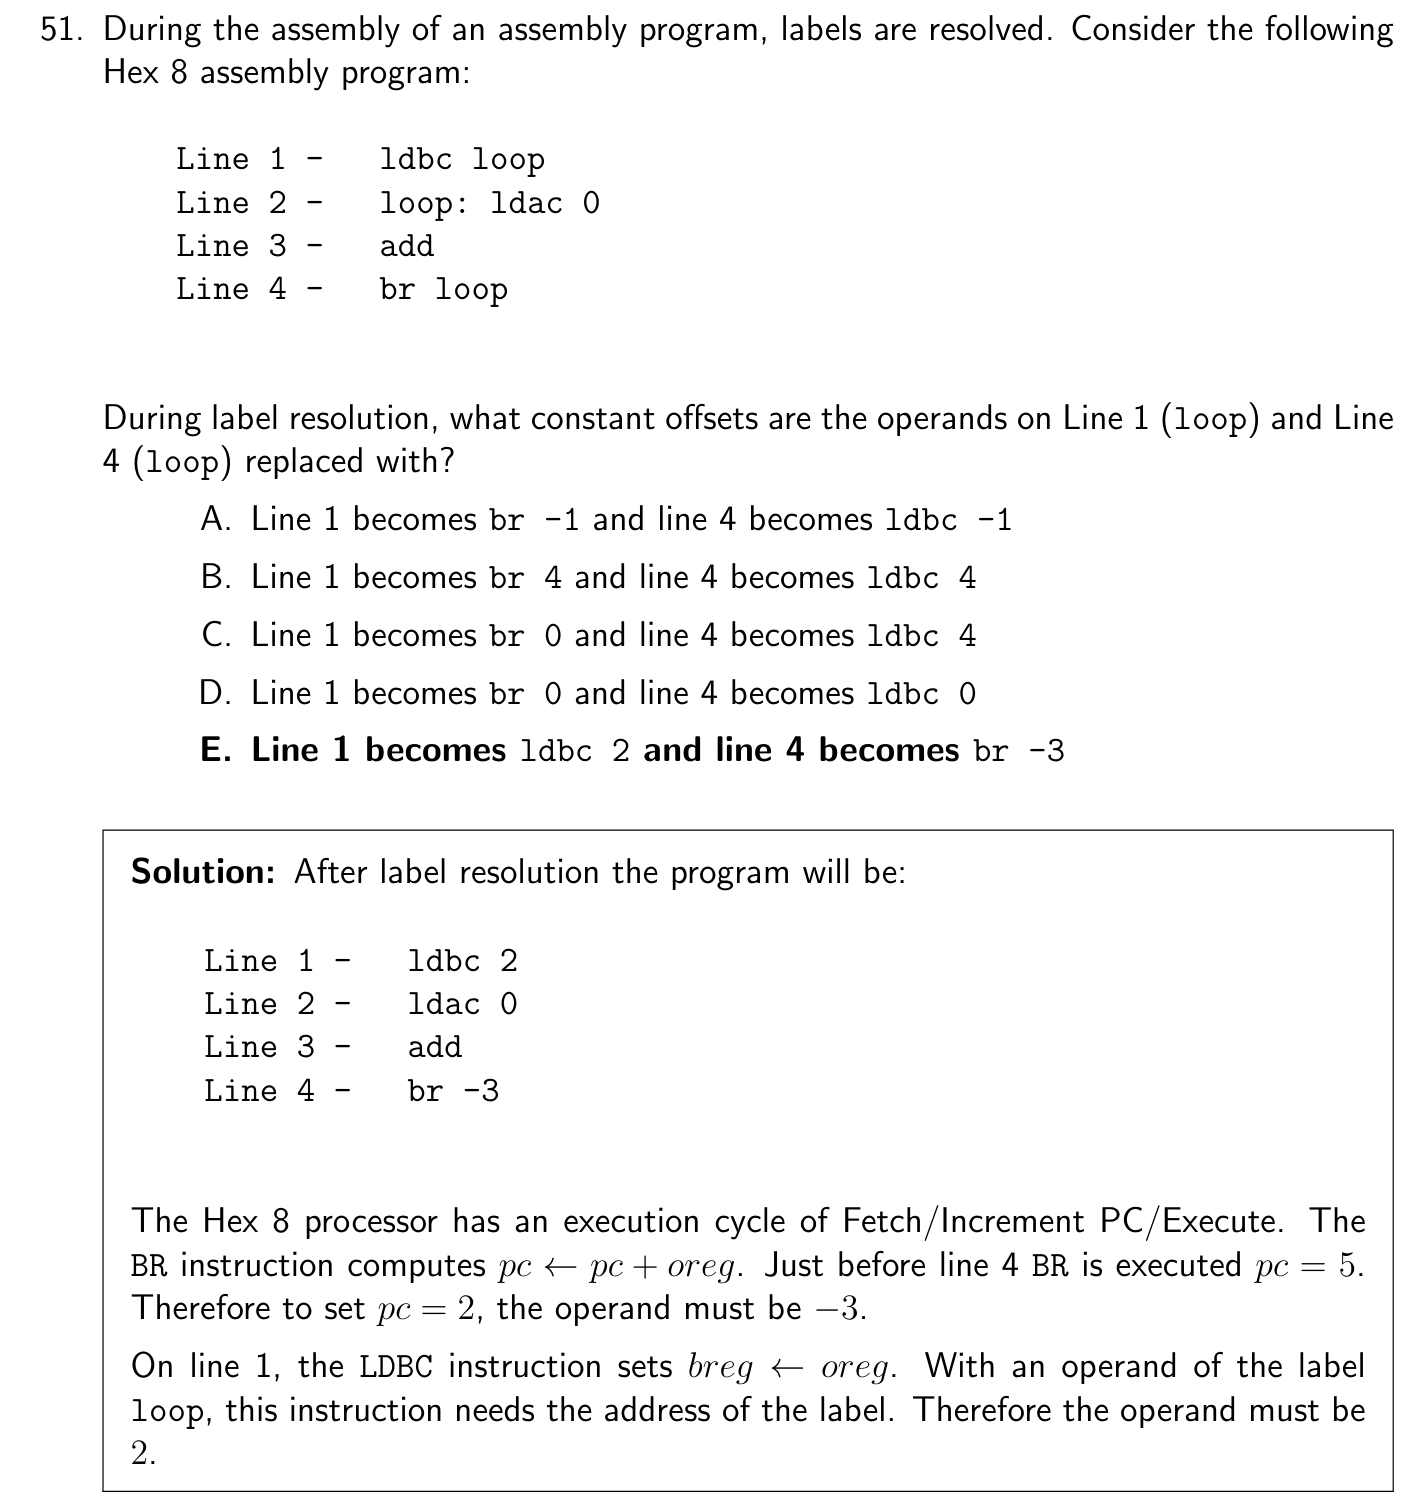 51. During the assembly of an assembly program, labels are resolved. Consider the following
Hex 8 assembly program:
Line 1 - ldbc loop
Line 2 - loop: ldac 0
Line 3 - add
Line 4 - br loop
During label resolution, what constant offsets are the operands on Line 1 (loop) and Line
4 (loop) replaced with?
A. Line 1 becomes br -1 and line 4 becomes ldbc -1
B. Line 1 becomes br 4 and line 4 becomes ldbc 4
C. Line 1 becomes br 0 and line 4 becomes ldbc 4
D. Line 1 becomes br 0 and line 4 becomes ldbc 0
E. Line 1 becomes ldbc 2 and line 4 becomes br -3
Solution: After label resolution the program will be:
Line 1 - ldbc 2
Line 2 - ldac 0
Line 3 - add
Line 4 - br -3
The Hex 8 processor has an execution cycle of Fetch/Increment PC/Execute. The
BR instruction computes pc ← pc + oreg. Just before line 4 BR is executed pc = 5.
Therefore to set pc = 2, the operand must be −3.
On line 1, the LDBC instruction sets breg ← oreg. With an operand of the label
loop, this instruction needs the address of the label. Therefore the operand must be
2.